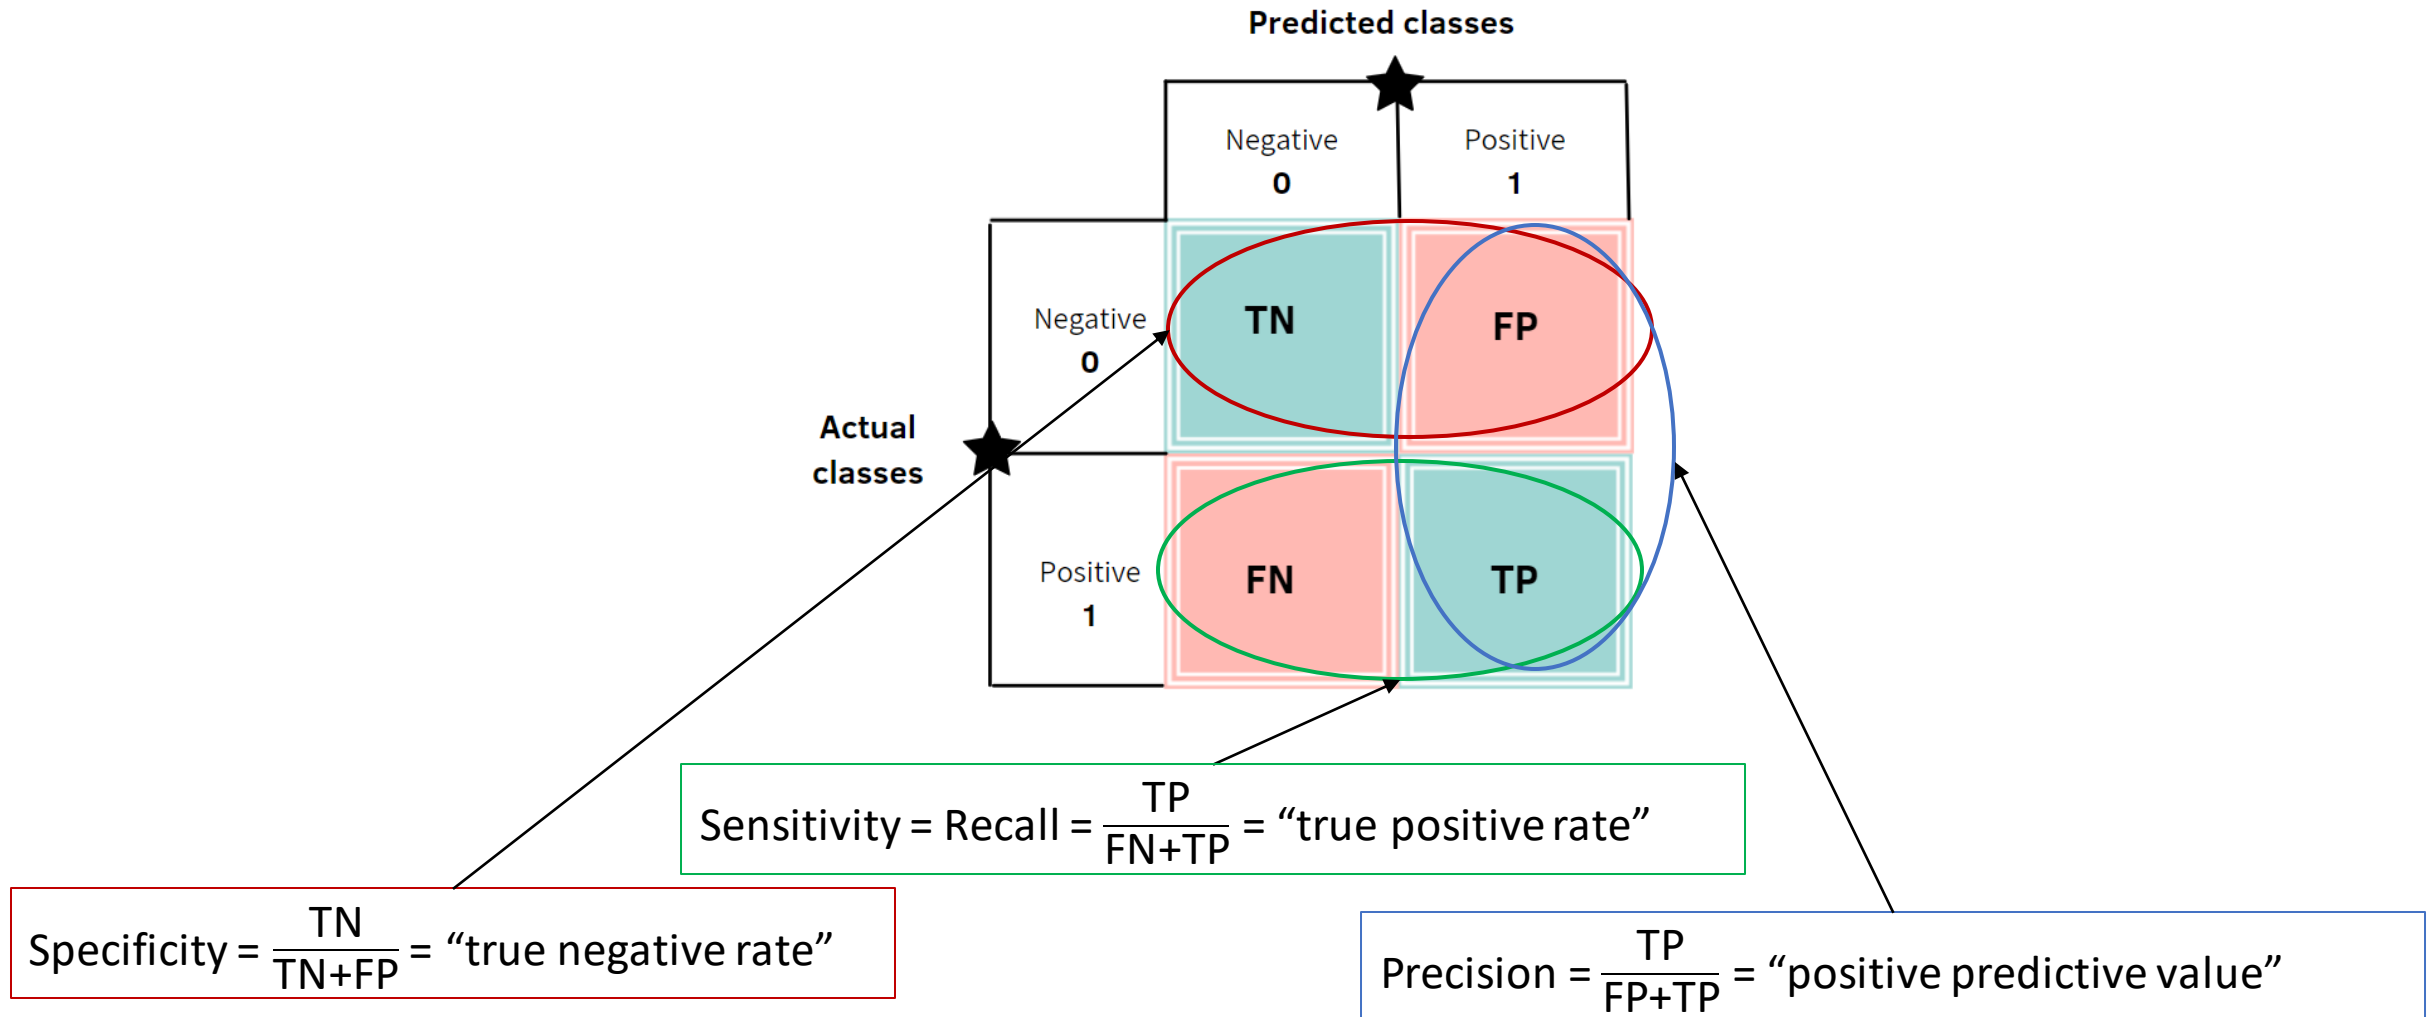 Predicted classes
Negative
Positive
0
1
Negative
0
TN
FP
Actual
classes
Positive
1
FN
TP
Sensitivity = Recall = TP / FN+TP = “true positive rate”
Specificity = TN / TN+FP = “true negative rate”
Precision = TP / FP+TP = “positive predictive value”